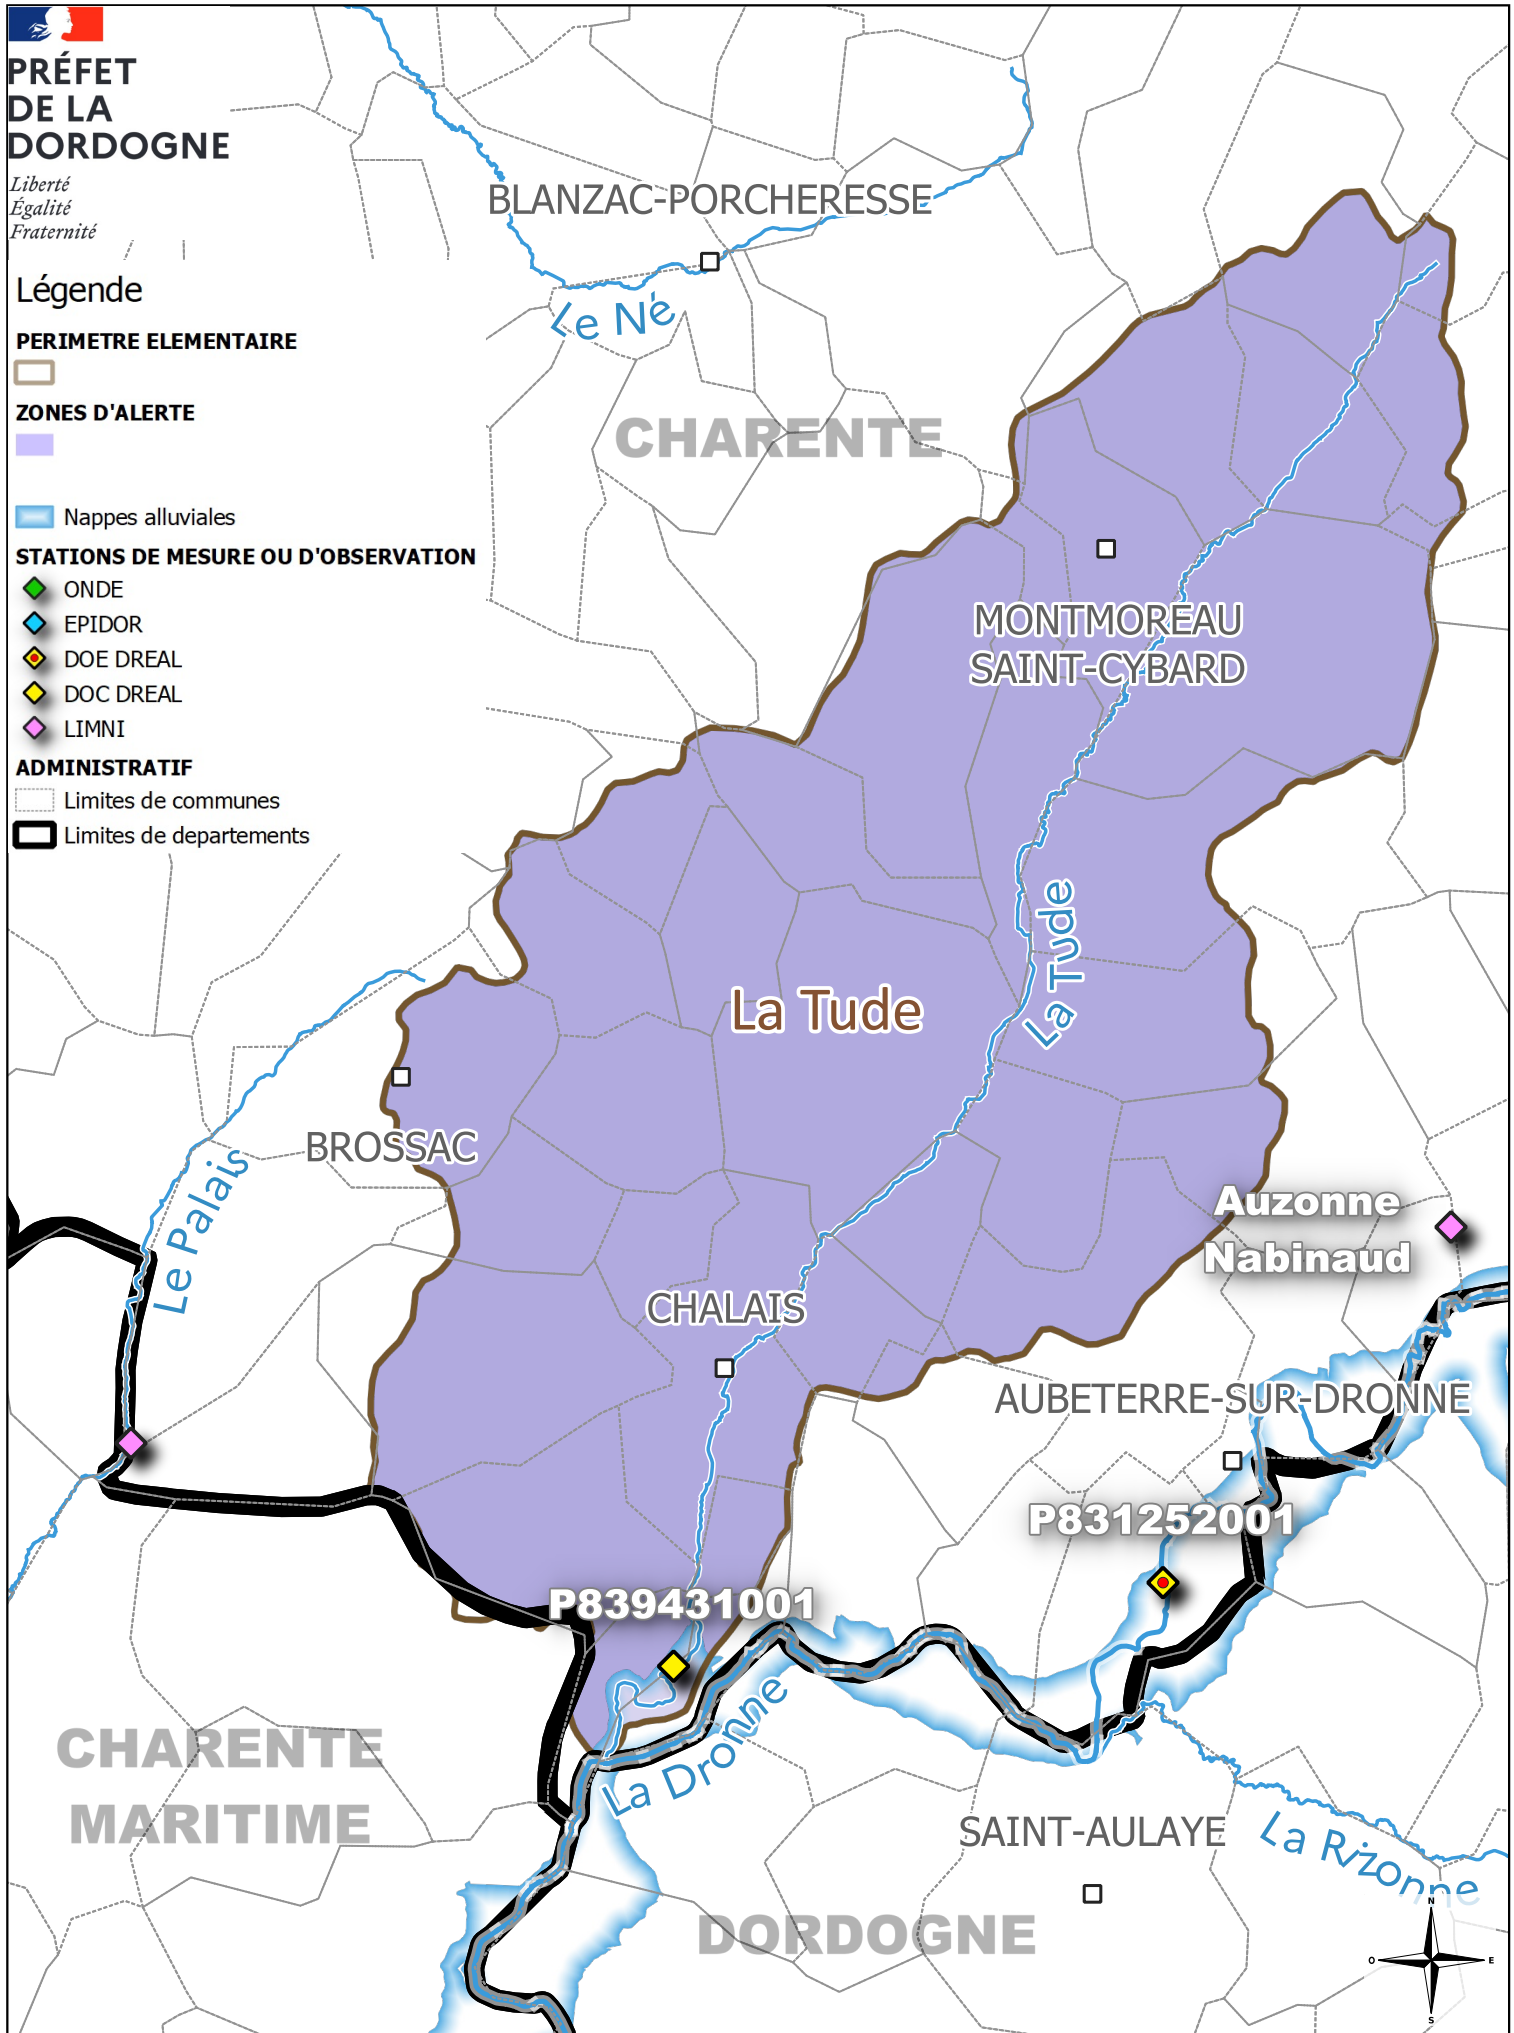 PRÉFET
DE LA
DORDOGNE
Liberté
Égalité
Fraternité
Légende
PERIMETRE ELEMENTAIRE
ZONES D'ALERTE
Nappes alluviales
STATIONS DE MESURE OU D'OBSERVATION
ONDE
EPIDOR
DOE DREAL
DOC DREAL
LIMNI
ADMINISTRATIF
Limites de communes
Limites de departements
BLANZAC-PORCHERESSE
Le Né
CHARENTE
MONTMOREAU
SAINT-CYBARD
La Tude
La Tude
BROSSAC
Le Palais
Auzonne
Nabinaud
CHALAIS
AUBETERRE-SUR-DRONNE
P831252001
P839431001
La Dronne
CHARENTE
MARITIME
SAINT-AULAYE
La Rizonne
DORDOGNE
N
O
E
S